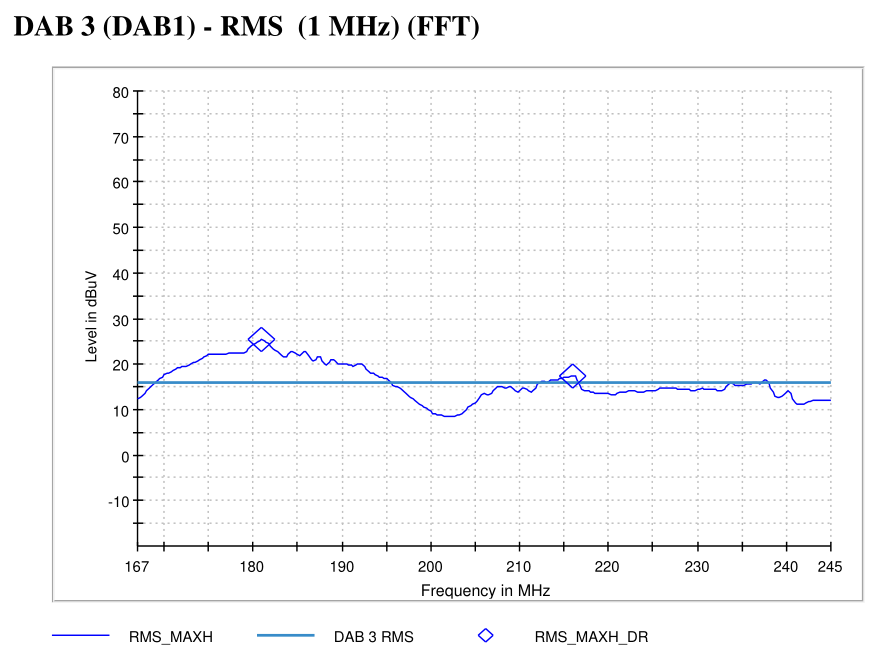 DAB 3 (DAB1) - RMS (1 MHz) (FFT)
80
70
60
50
40
30
20
10
0
-10
Level in dBuV
167 180 190 200 210 220 230 240 245
Frequency in MHz
RMS_MAXH DAB 3 RMS RMS_MAXH_DR